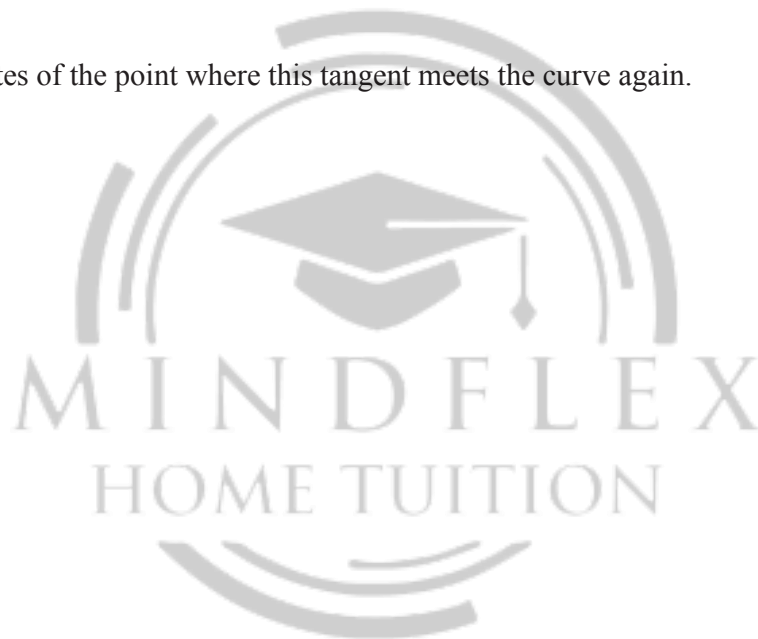 tes of the point where this tangent meets the curve again.
MINDFLEX
HOME TUITION